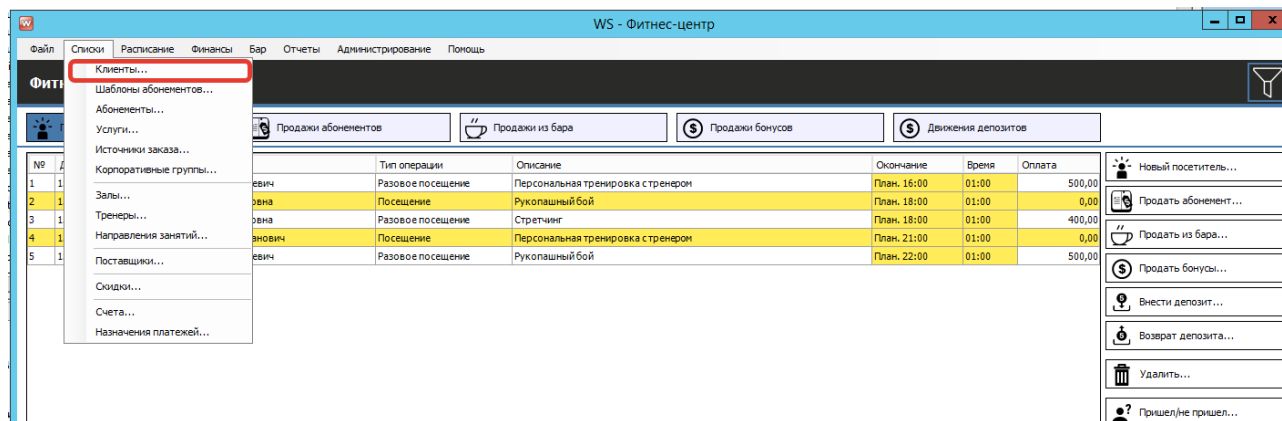 WS - Фитнес-центр
Файл Списки Расписание Финансы Бар Отчеты Администрирование Помощь
Клиенты...
Шаблоны абонементов...
Абонементы...
Услуги...
Источники заказа...
Корпоративные группы...
Залы...
Тренеры...
Направления занятий...
Поставщики...
Скидки...
Счета...
Назначения платежей...
Фитн
Продажи абонементов Продажи из бара Продажи бонусов Движения депозитов
№ Тип операции Описание Окончание Время Оплата
1 евич Разовое посещение Персональная тренировка с тренером План. 16:00 01:00 500,00
2 овна Посещение Рукопашный бой План. 18:00 01:00 0,00
3 овна Разовое посещение Стретчинг План. 18:00 01:00 400,00
4 анович Посещение Персональная тренировка с тренером План. 21:00 01:00 0,00
5 евич Разовое посещение Рукопашный бой План. 22:00 01:00 500,00
Новый посетитель...
Продать абонемент...
Продать из бара...
Продать бонусы...
Внести депозит...
Возврат депозита...
Удалить...
Пришел/не пришел...